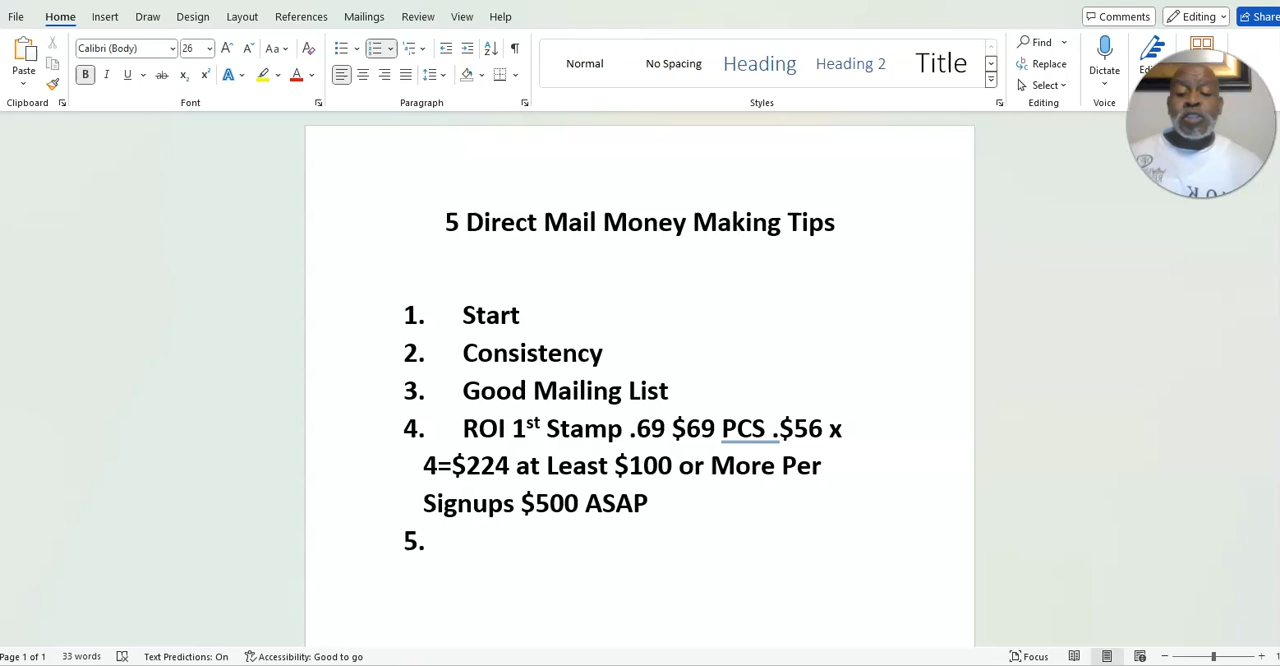 File Home Insert Draw Design Layout References Mailings Review View Help Comments Editing Share
Calibri (Body) 26 Aa A
Paste B I U ab x₂ x² A A
Normal No Spacing Heading Heading 2 Title
Find
Replace
Select
Dictate
Clipboard Font Paragraph Styles Editing Voice
5 Direct Mail Money Making Tips
1. Start
2. Consistency
3. Good Mailing List
4. ROI 1st Stamp .69 $69 PCS .$56 x
4=$224 at Least $100 or More Per
Signups $500 ASAP
5.
Page 1 of 1 33 words Text Predictions: On Accessibility: Good to go Focus